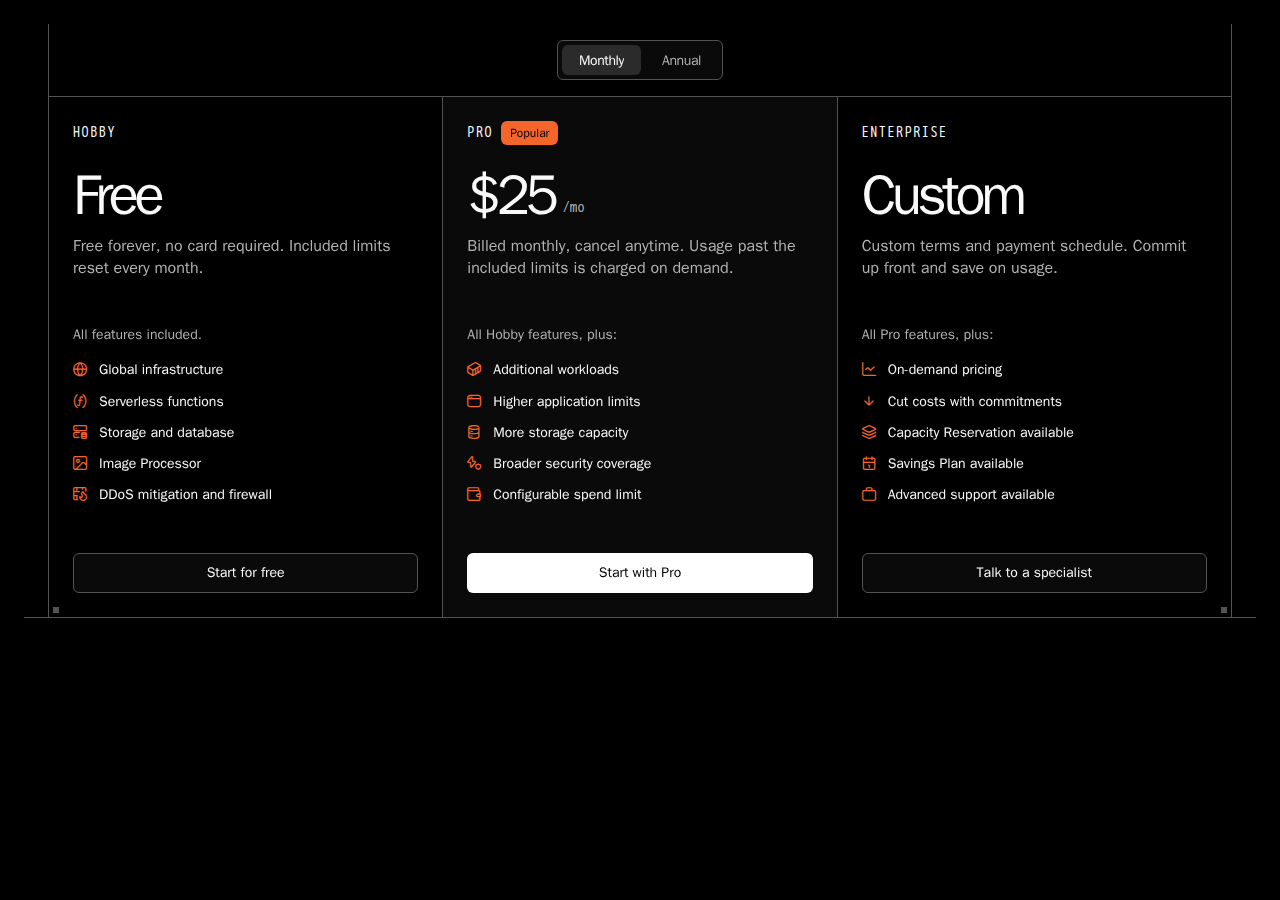 Monthly
Annual
HOBBY
Free
Free forever, no card required. Included limits
reset every month.
All features included.
Global infrastructure
Serverless functions
Storage and database
Image Processor
DDoS mitigation and firewall
Start for free
PRO
Popular
$25 /mo
Billed monthly, cancel anytime. Usage past the
included limits is charged on demand.
All Hobby features, plus:
Additional workloads
Higher application limits
More storage capacity
Broader security coverage
Configurable spend limit
Start with Pro
ENTERPRISE
Custom
Custom terms and payment schedule. Commit
up front and save on usage.
All Pro features, plus:
On-demand pricing
Cut costs with commitments
Capacity Reservation available
Savings Plan available
Advanced support available
Talk to a specialist